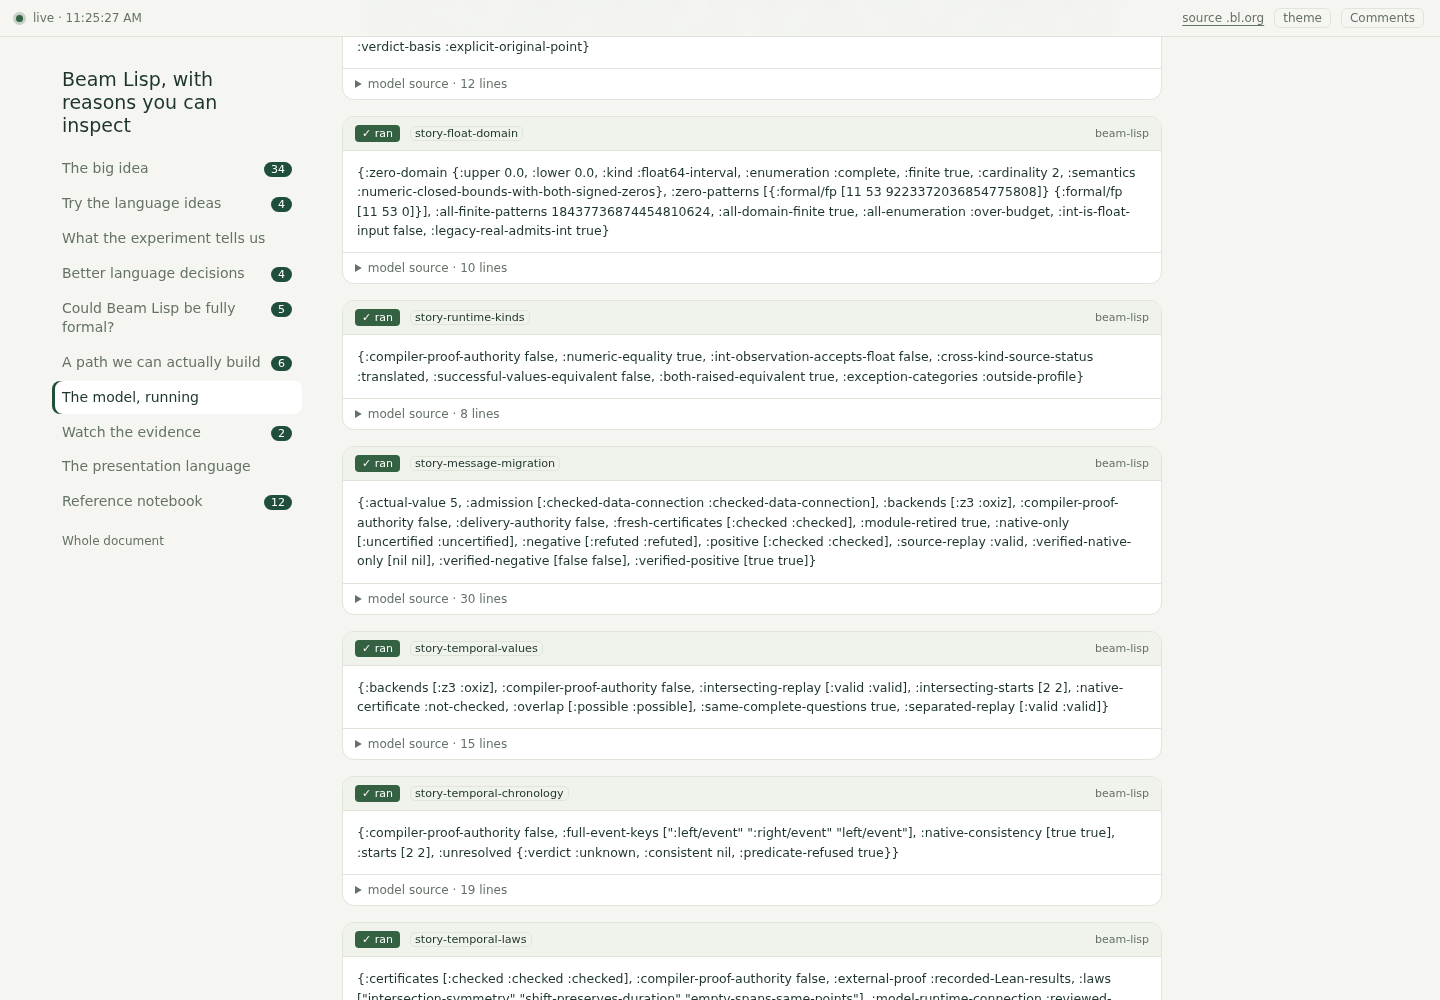 live · 11:25:27 AM
source .bl.org
theme
Comments
Beam Lisp, with
reasons you can
inspect
The big idea 34
Try the language ideas 4
What the experiment tells us
Better language decisions 4
Could Beam Lisp be fully
formal? 5
A path we can actually build 6
The model, running
Watch the evidence 2
The presentation language
Reference notebook 12
Whole document
:verdict-basis :explicit-original-point}
▶ model source · 12 lines
✓ ran story-float-domain beam-lisp
{:zero-domain {:upper 0.0, :lower 0.0, :kind :float64-interval, :enumeration :complete, :finite true, :cardinality 2, :semantics
:numeric-closed-bounds-with-both-signed-zeros}, :zero-patterns [{:formal/fp [11 53 9223372036854775808]} {:formal/fp
[11 53 0]}], :all-finite-patterns 18437736874454810624, :all-domain-finite true, :all-enumeration :over-budget, :int-is-float-
input false, :legacy-real-admits-int true}
▶ model source · 10 lines
✓ ran story-runtime-kinds beam-lisp
{:compiler-proof-authority false, :numeric-equality true, :int-observation-accepts-float false, :cross-kind-source-status
:translated, :successful-values-equivalent false, :both-raised-equivalent true, :exception-categories :outside-profile}
▶ model source · 8 lines
✓ ran story-message-migration beam-lisp
{:actual-value 5, :admission [:checked-data-connection :checked-data-connection], :backends [:z3 :oxiz], :compiler-proof-
authority false, :delivery-authority false, :fresh-certificates [:checked :checked], :module-retired true, :native-only
[:uncertified :uncertified], :negative [:refuted :refuted], :positive [:checked :checked], :source-replay :valid, :verified-native-
only [nil nil], :verified-negative [false false], :verified-positive [true true]}
▶ model source · 30 lines
✓ ran story-temporal-values beam-lisp
{:backends [:z3 :oxiz], :compiler-proof-authority false, :intersecting-replay [:valid :valid], :intersecting-starts [2 2], :native-
certificate :not-checked, :overlap [:possible :possible], :same-complete-questions true, :separated-replay [:valid :valid]}
▶ model source · 15 lines
✓ ran story-temporal-chronology beam-lisp
{:compiler-proof-authority false, :full-event-keys [":left/event" ":right/event" "left/event"], :native-consistency [true true],
:starts [2 2], :unresolved {:verdict :unknown, :consistent nil, :predicate-refused true}}
▶ model source · 19 lines
✓ ran story-temporal-laws beam-lisp
{:certificates [:checked :checked :checked], :compiler-proof-authority false, :external-proof :recorded-Lean-results, :laws
["intersection-symmetry" "shift-preserves-duration" "empty-spans-same-points"], :model-runtime-connection :reviewed-